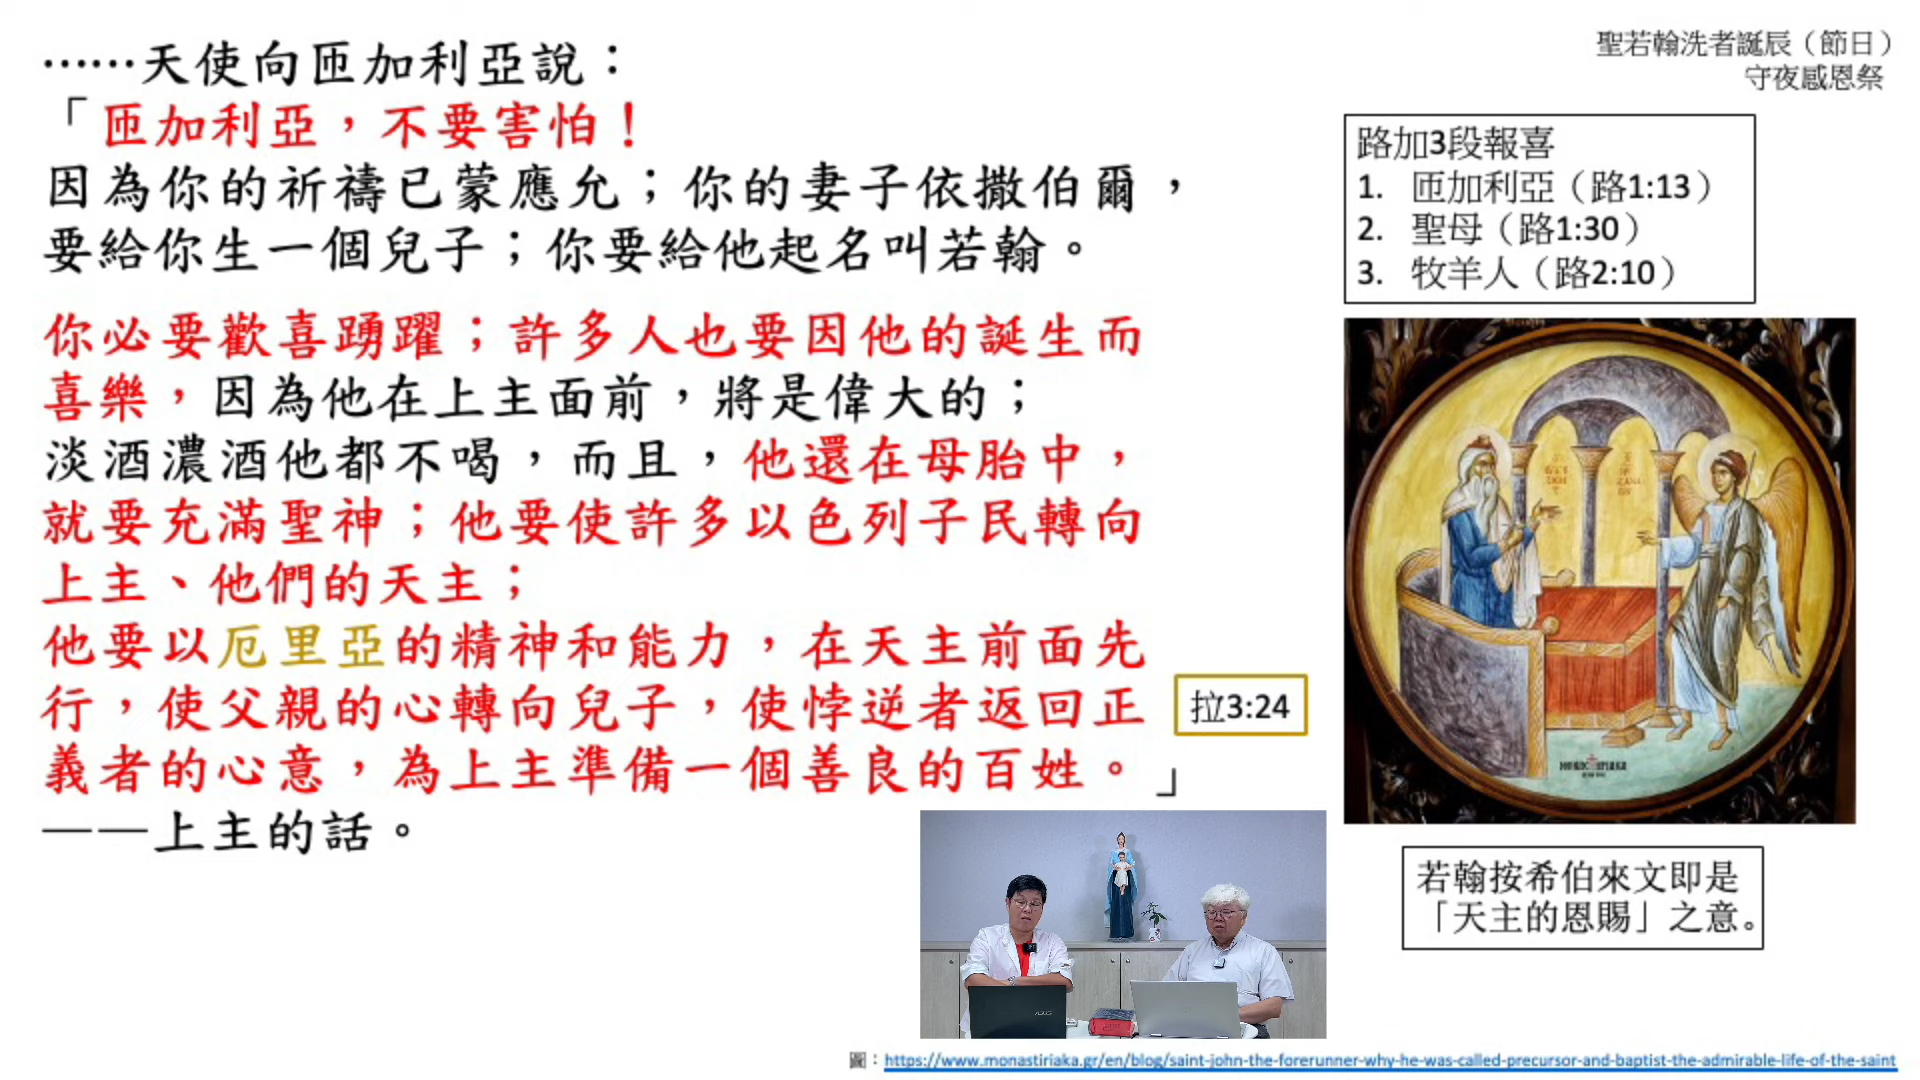 ……天使向匝加利亞說：
「匝加利亞，不要害怕！
因為你的祈禱已蒙應允；你的妻子依撒伯爾，
要給你生一個兒子；你要給他起名叫若翰。
你必要歡喜踴躍；許多人也要因他的誕生而
喜樂，因為他在上主面前，將是偉大的；
淡酒濃酒他都不喝，而且，他還在母胎中，
就要充滿聖神；他要使許多以色列子民轉向
上主、他們的天主；
他要以厄里亞的精神和能力，在天主前面先
行，使父親的心轉向兒子，使悖逆者返回正
義者的心意，為上主準備一個善良的百姓。」
——上主的話。
拉3:24
聖若翰洗者誕辰（節日）
守夜感恩祭
路加3段報喜
1. 匝加利亞（路1:13）
2. 聖母（路1:30）
3. 牧羊人（路2:10）
若翰按希伯來文即是
「天主的恩賜」之意。
ASUS
圖：https://www.monastiriaka.gr/en/blog/saint-john-the-forerunner-why-he-was-called-precursor-and-baptist-the-admirable-life-of-the-saint